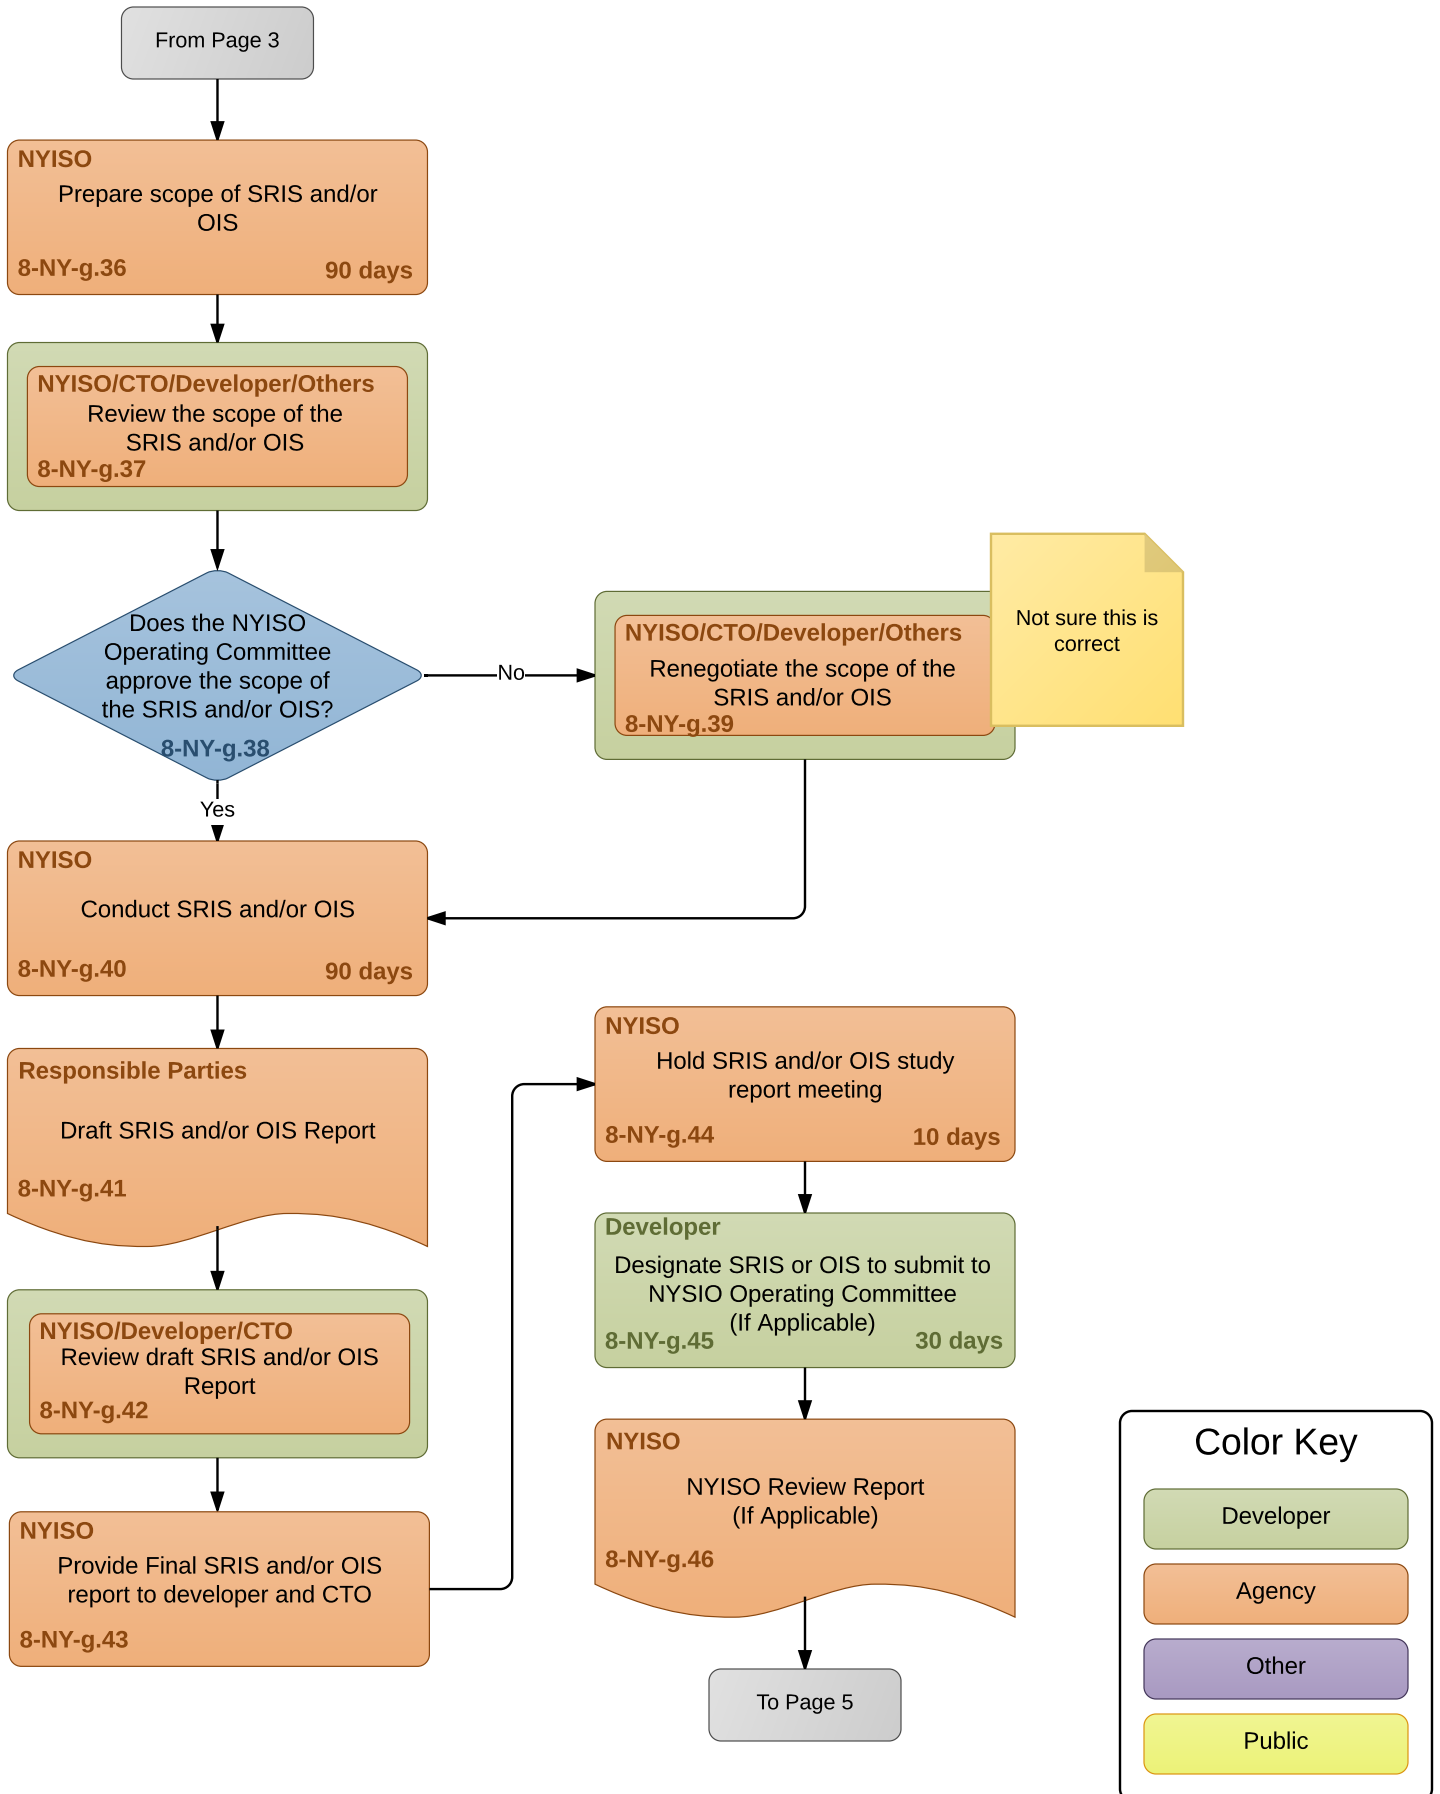 From Page 3
NYISO
Prepare scope of SRIS and/or
OIS
8-NY-g.36
90 days
NYISO/CTO/Developer/Others
Review the scope of the
SRIS and/or OIS
8-NY-g.37
Does the NYISO
Operating Committee
approve the scope of
the SRIS and/or OIS?
8-NY-g.38
No
NYISO/CTO/Developer/Others
Renegotiate the scope of the
SRIS and/or OIS
8-NY-g.39
Not sure this is
correct
Yes
NYISO
Conduct SRIS and/or OIS
8-NY-g.40
90 days
Responsible Parties
Draft SRIS and/or OIS Report
8-NY-g.41
NYISO/Developer/CTO
Review draft SRIS and/or OIS
Report
8-NY-g.42
NYISO
Provide Final SRIS and/or OIS
report to developer and CTO
8-NY-g.43
NYISO
Hold SRIS and/or OIS study
report meeting
8-NY-g.44
10 days
Developer
Designate SRIS or OIS to submit to
NYSIO Operating Committee
(If Applicable)
8-NY-g.45
30 days
NYISO
NYISO Review Report
(If Applicable)
8-NY-g.46
To Page 5
Color Key
Developer
Agency
Other
Public